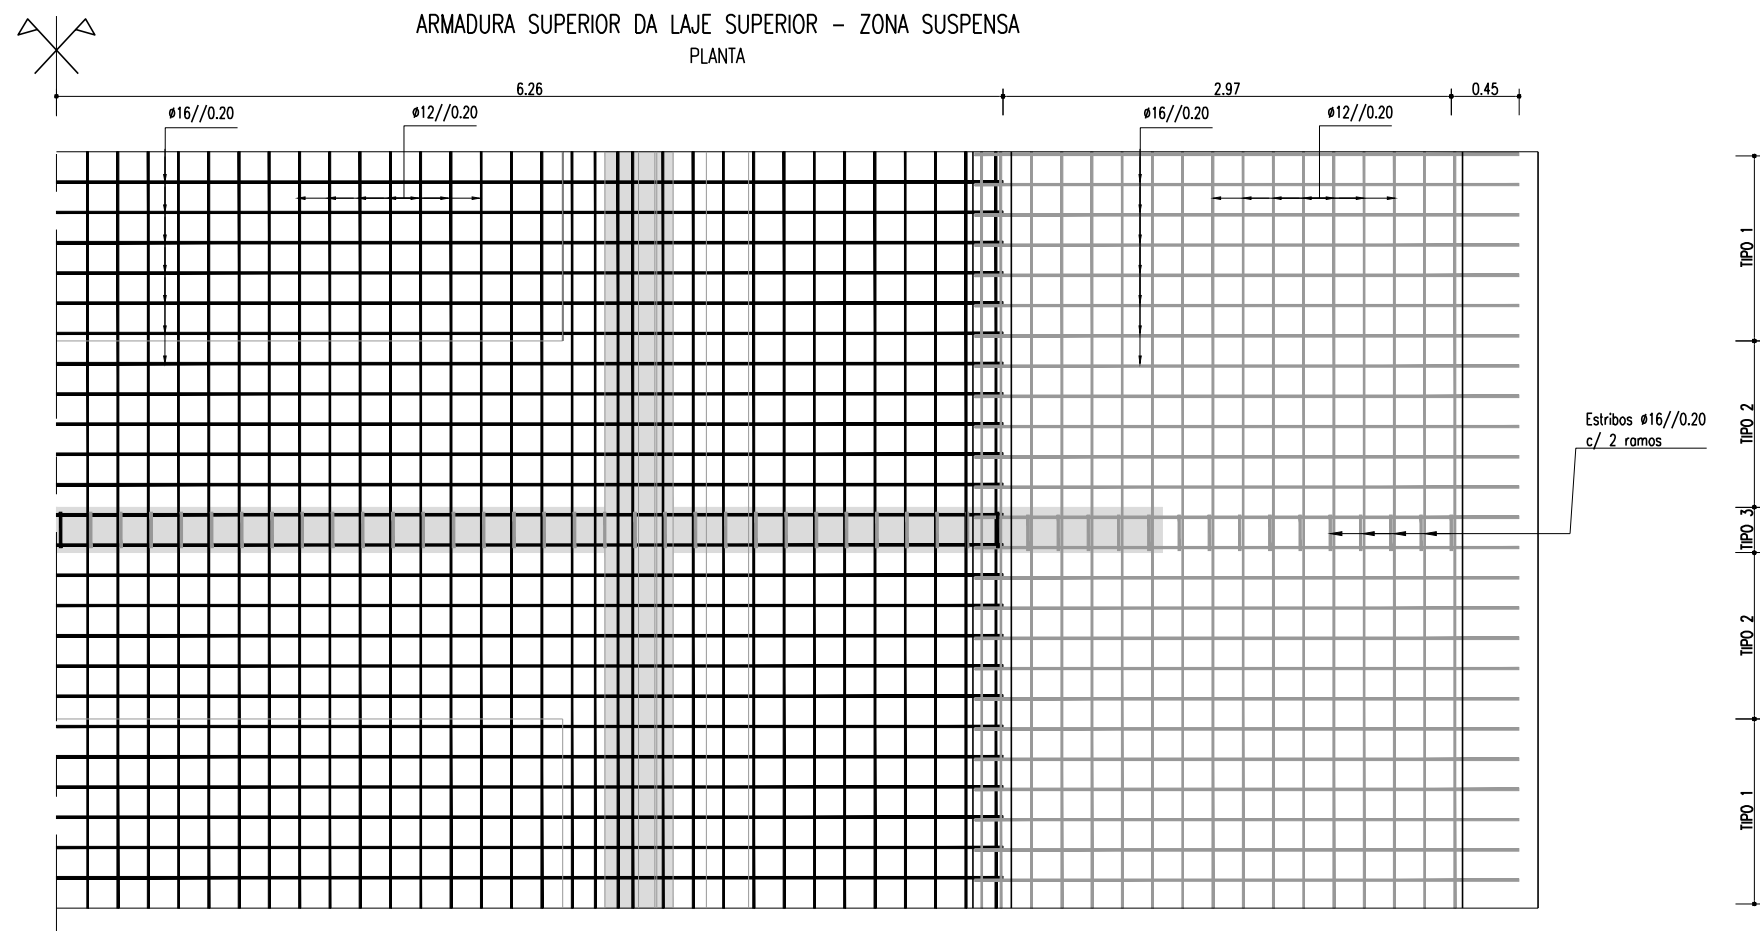 ARMADURA SUPERIOR DA LAJE SUPERIOR – ZONA SUSPENSA
PLANTA
6.26
2.97
0.45
ø16//0.20
ø12//0.20
ø16//0.20
ø12//0.20
TIPO 1
TIPO 2
Estribos ø16//0.20
c/ 2 ramos
TIPO 3
TIPO 2
TIPO 1